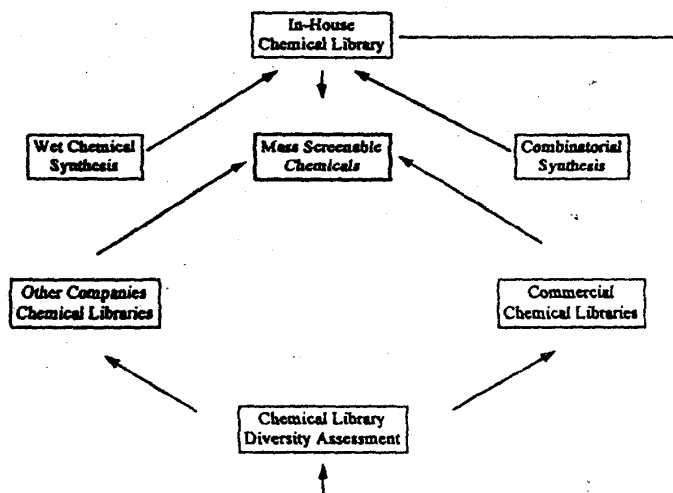 In-House
Chemical Library
Wet Chemical
Synthesis
Mass Screenable
Chemicals
Combinatorial
Synthesis
Other Companies
Chemical Libraries
Commercial
Chemical Libraries
Chemical Library
Diversity Assessment